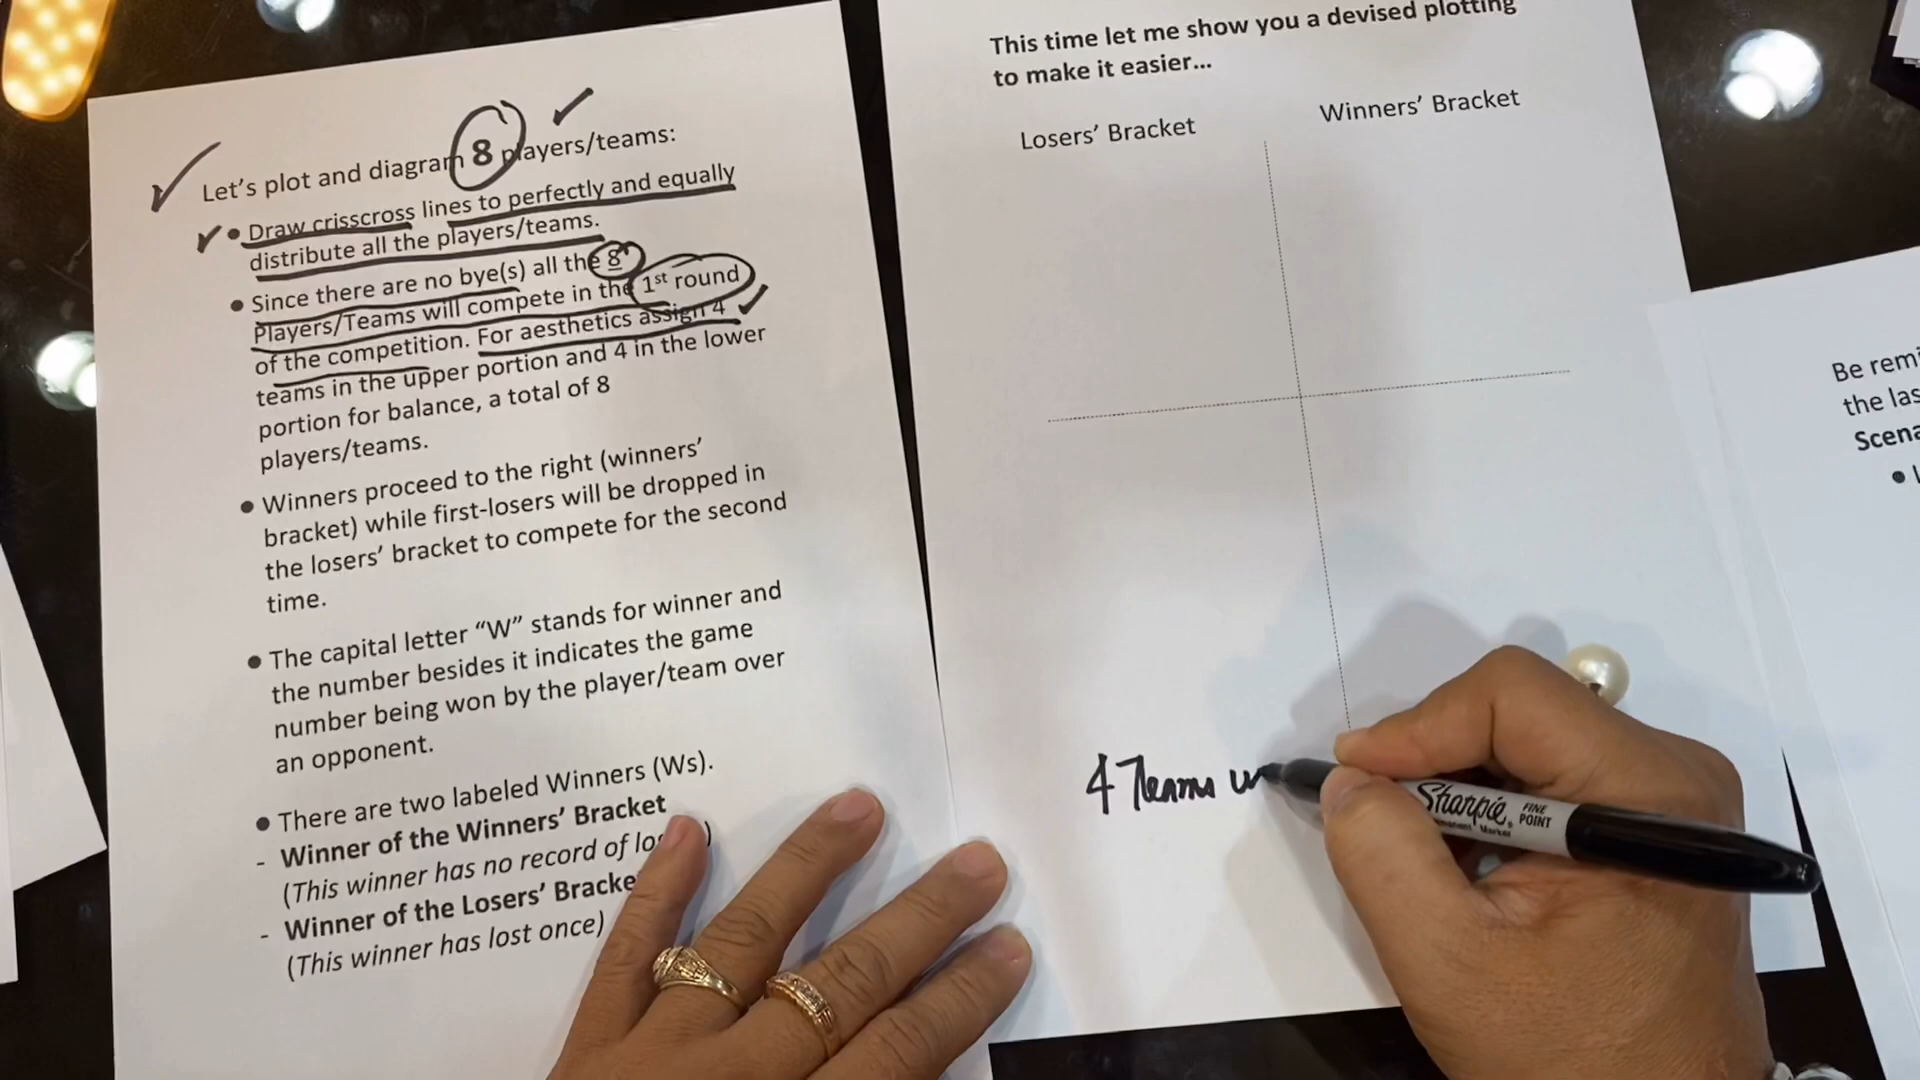 Let's plot and diagram 8 players/teams:
● Draw crisscross lines to perfectly and equally
distribute all the players/teams.
● Since there are no bye(s) all the 8
Players/Teams will compete in the 1st round
of the competition. For aesthetics assign 4
teams in the upper portion and 4 in the lower
portion for balance, a total of 8
players/teams.
● Winners proceed to the right (winners'
bracket) while first-losers will be dropped in
the losers' bracket to compete for the second
time.
● The capital letter “W” stands for winner and
the number besides it indicates the game
number being won by the player/team over
an opponent.
● There are two labeled Winners (Ws).
- Winner of the Winners' Bracket
(This winner has no record of
- Winner of the Losers'
(This winner has lost once)
This time let me show you a devised plotting
to make it easier...
Losers' Bracket
Winners' Bracket
4 Teams
Sharpie
FINE
POINT
Permanent Marker
Be
the